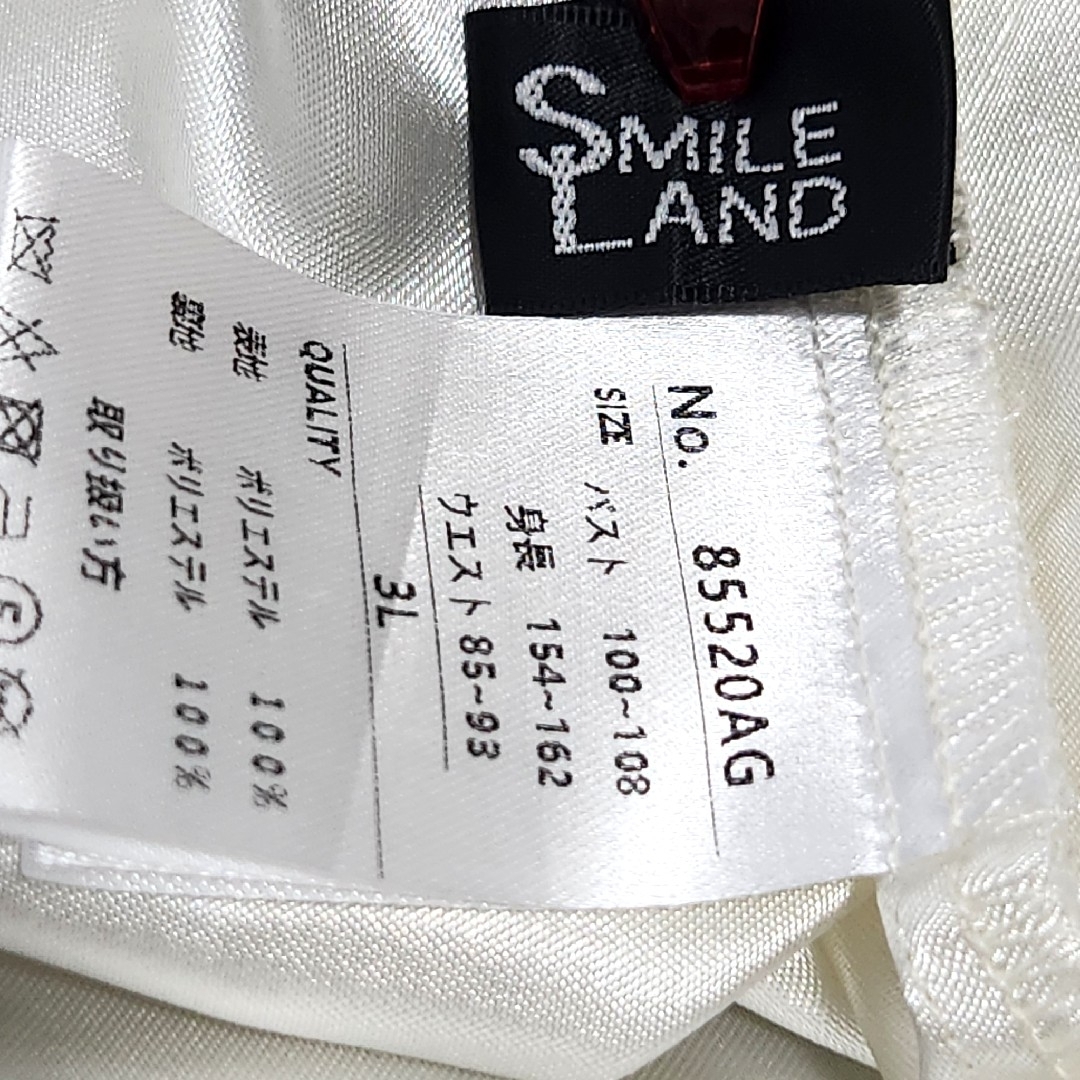 SMILE
LAND
No. 85520AG
SIZE バスト 100~108
身長 154~162
ウエスト 85~93
3L
QUALITY
表地 ポリエステル 100%
裏地 ポリエステル 100%
取り扱い方